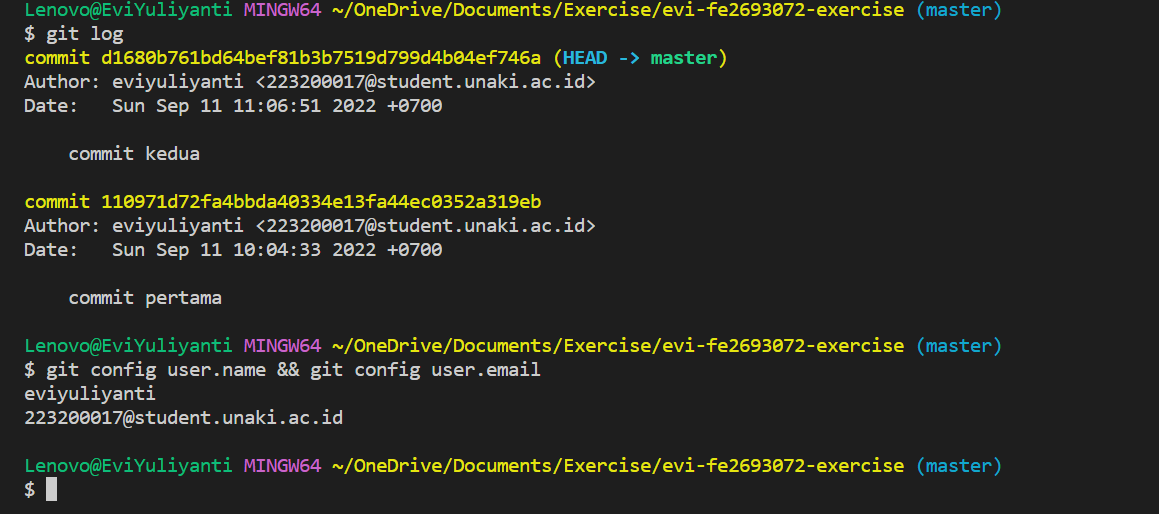 Lenovo@EviYuliyanti MINGW64 ~/OneDrive/Documents/Exercise/evi-fe2693072-exercise (master)
$ git log
commit d1680b761bd64bef81b3b7519d799d4b04ef746a (HEAD -> master)
Author: eviyuliyanti <223200017@student.unaki.ac.id>
Date:   Sun Sep 11 11:06:51 2022 +0700
commit kedua
commit 110971d72fa4bbda40334e13fa44ec0352a319eb
Author: eviyuliyanti <223200017@student.unaki.ac.id>
Date:   Sun Sep 11 10:04:33 2022 +0700
commit pertama
Lenovo@EviYuliyanti MINGW64 ~/OneDrive/Documents/Exercise/evi-fe2693072-exercise (master)
$ git config user.name && git config user.email
eviyuliyanti
223200017@student.unaki.ac.id
Lenovo@EviYuliyanti MINGW64 ~/OneDrive/Documents/Exercise/evi-fe2693072-exercise (master)
$